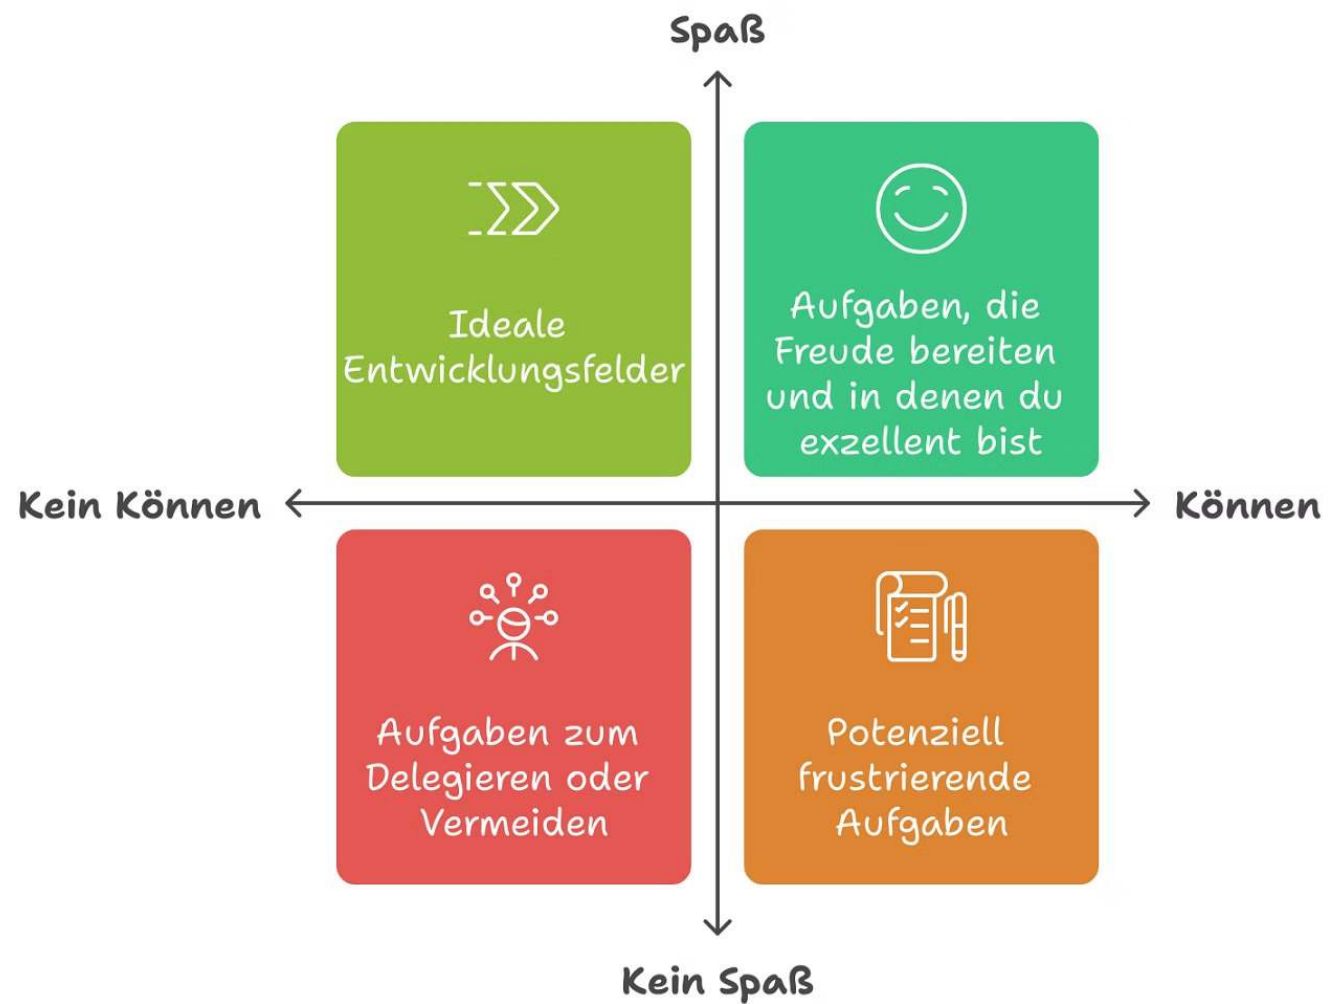 Spaß
Ideale
Entwicklungsfelder
Aufgaben, die
Freude bereiten
und in denen du
exzellent bist
Kein Können
Können
Aufgaben zum
Delegieren oder
Vermeiden
Potenziell
frustrierende
Aufgaben
Kein Spaß